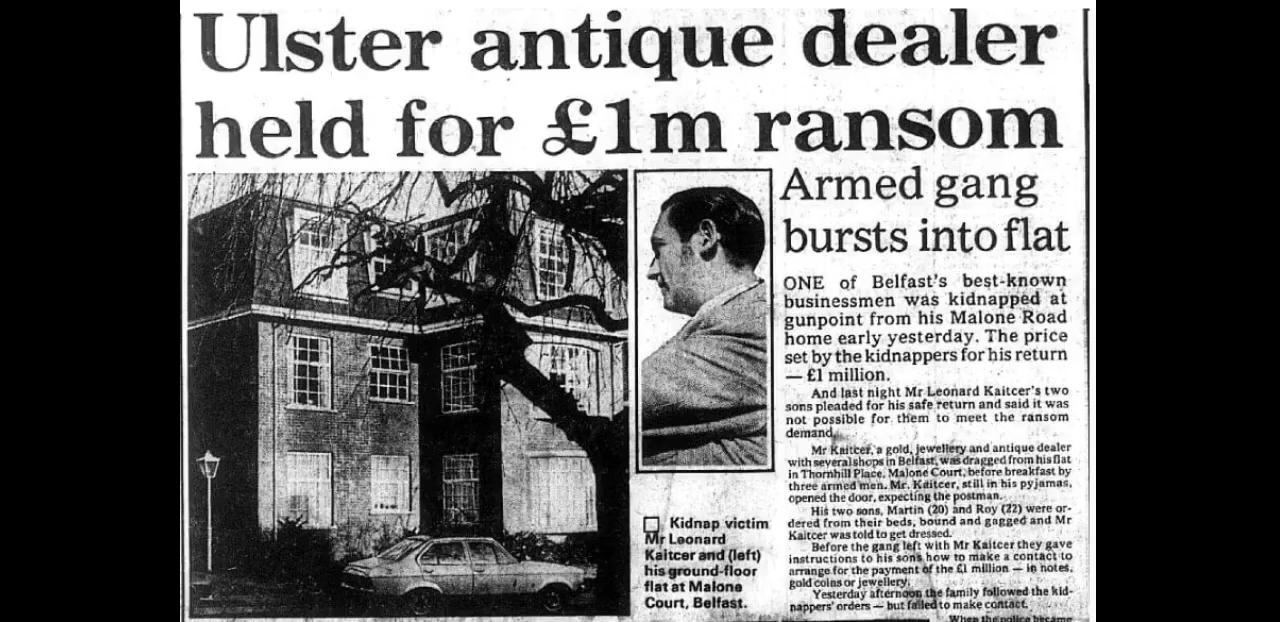 Ulster antique dealer
held for £1m ransom
Armed gang
bursts into flat
ONE of Belfast's best-known
businessmen was kidnapped at
gunpoint from his Malone Road
home early yesterday. The price
set by the kidnappers for his return
— £1 million.
And last night Mr Leonard Kaitcer's two
sons pleaded for his safe return and said it was
not possible for them to meet the ransom
demand.
Mr Kaitcer, a gold, jewellery and antique dealer
with several shops in Belfast, was dragged from his flat
in Thornhill Place, Malone Court, before breakfast by
three armed men. Mr. Kaitcer, still in his pyjamas,
opened the door, expecting the postman.
His two sons, Martin (20) and Roy (22) were or-
dered from their beds, bound and gagged and Mr
Kaitcer was told to get dressed.
Before the gang left with Mr Kaitcer they gave
instructions to his sons how to make a contact to
arrange for the payment of the £1 million — in notes,
gold coins or jewellery.
Yesterday afternoon the family followed the kid-
nappers' orders — but failed to make contact.
When the police became
Kidnap victim
Mr Leonard
Kaitcer and (left)
his ground-floor
flat at Malone
Court, Belfast.